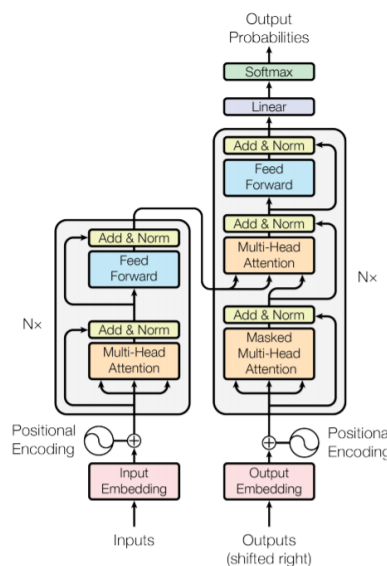 Output
Probabilities
Softmax
Linear
Add & Norm
Feed
Forward
Add & Norm
Multi-Head
Attention
Add & Norm
Masked
Multi-Head
Attention
N×
Add & Norm
Feed
Forward
N×
Add & Norm
Multi-Head
Attention
Positional
Encoding
Positional
Encoding
Input
Embedding
Output
Embedding
Inputs
Outputs
(shifted right)